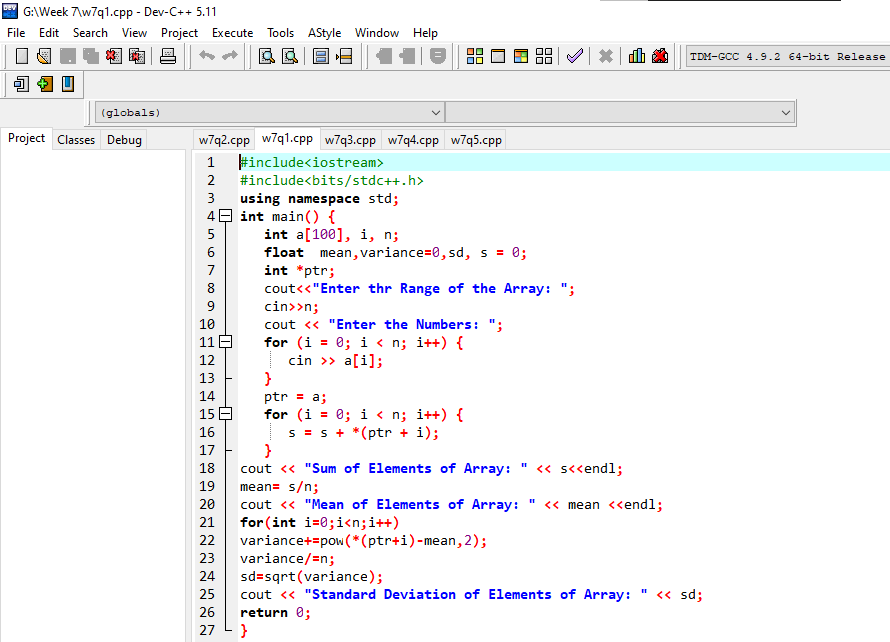 G:\Week 7\w7q1.cpp - Dev-C++ 5.11
File Edit Search View Project Execute Tools AStyle Window Help
TDM-GCC 4.9.2 64-bit Release
(globals)
Project Classes Debug w7q2.cpp w7q1.cpp w7q3.cpp w7q4.cpp w7q5.cpp
1 #include<iostream>
2 #include<bits/stdc++.h>
3 using namespace std;
4 int main() {
5 int a[100], i, n;
6 float  mean,variance=0,sd, s = 0;
7 int *ptr;
8 cout<<"Enter thr Range of the Array: ";
9 cin>>n;
10 cout << "Enter the Numbers: ";
11 for (i = 0; i < n; i++) {
12 cin >> a[i];
13 }
14 ptr = a;
15 for (i = 0; i < n; i++) {
16 s = s + *(ptr + i);
17 }
18 cout << "Sum of Elements of Array: " << s<<endl;
19 mean= s/n;
20 cout << "Mean of Elements of Array: " << mean <<endl;
21 for(int i=0;i<n;i++)
22 variance+=pow(*(ptr+i)-mean,2);
23 variance/=n;
24 sd=sqrt(variance);
25 cout << "Standard Deviation of Elements of Array: " << sd;
26 return 0;
27 }